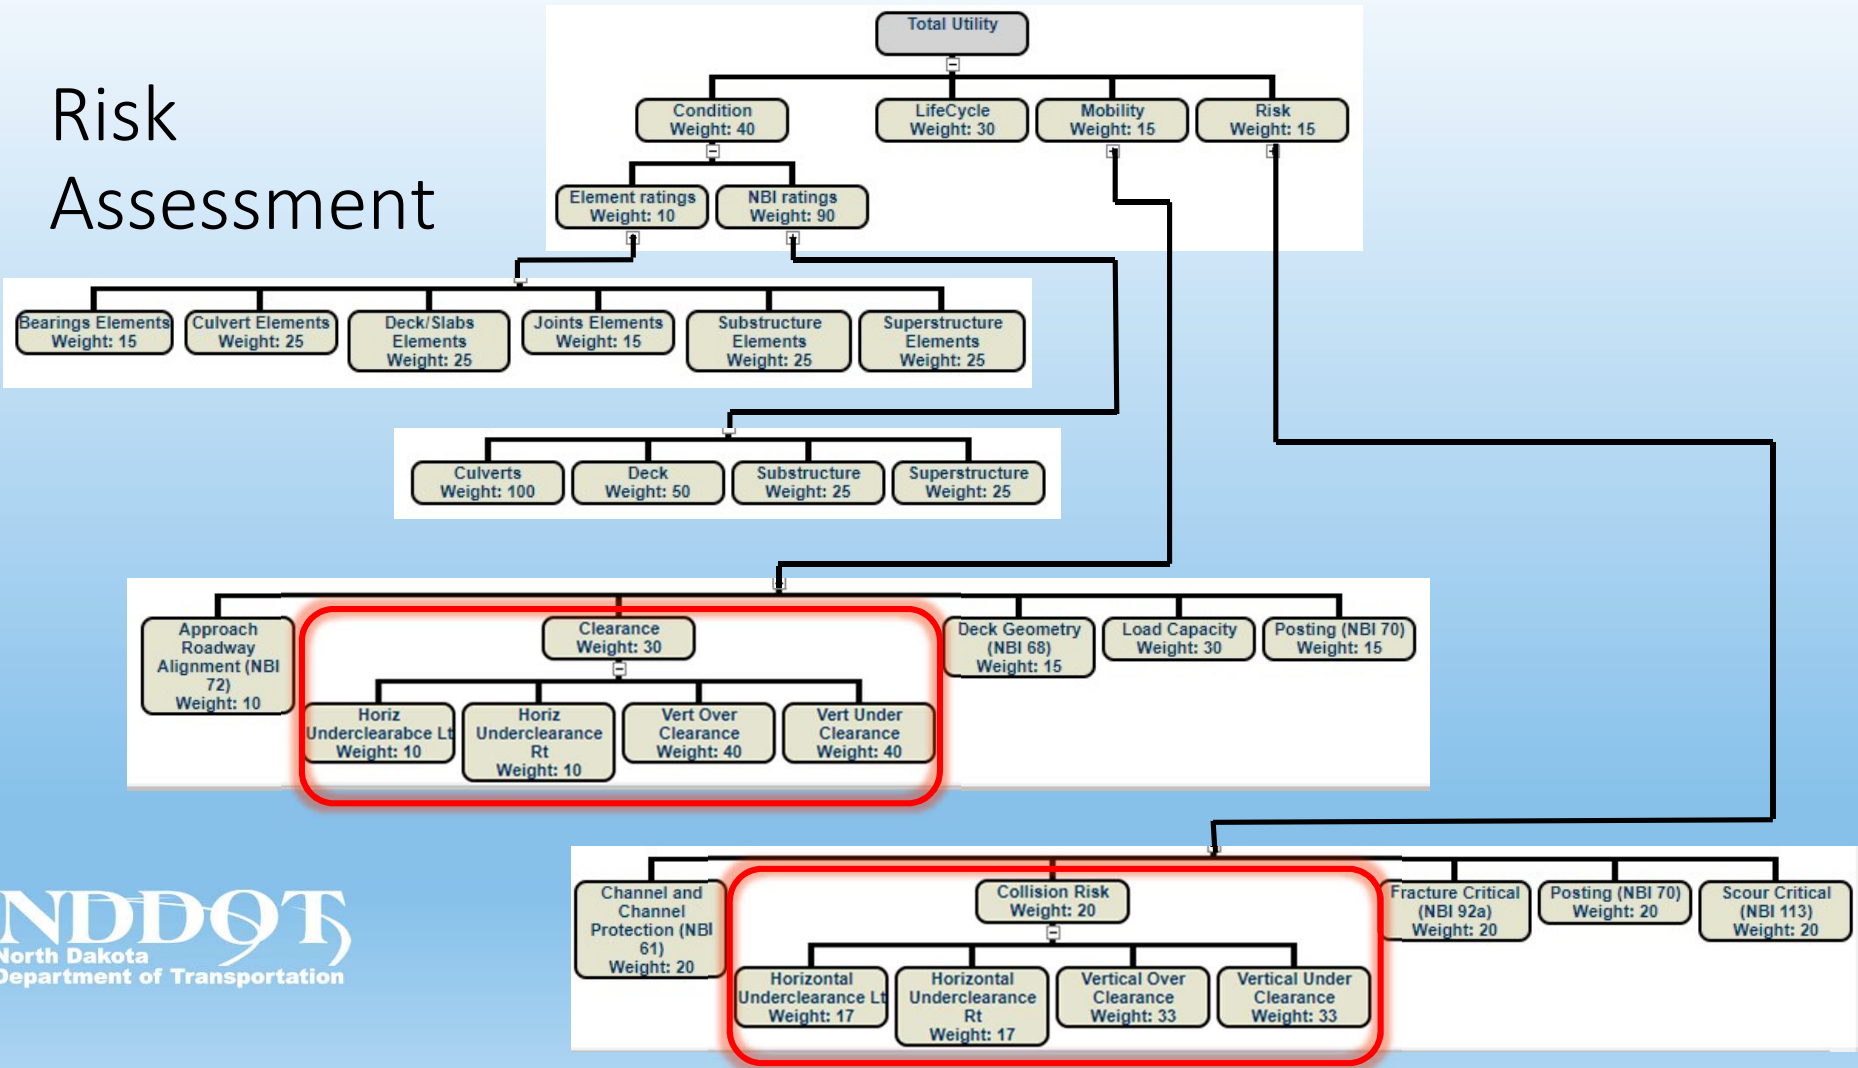 Risk
Assessment
Total Utility
Condition
Weight: 40
LifeCycle
Weight: 30
Mobility
Weight: 15
Risk
Weight: 15
Element ratings
Weight: 10
NBI ratings
Weight: 90
Bearings Elements
Weight: 15
Culvert Elements
Weight: 25
Deck/Slabs
Elements
Weight: 25
Joints Elements
Weight: 15
Substructure
Elements
Weight: 25
Superstructure
Elements
Weight: 25
Culverts
Weight: 100
Deck
Weight: 50
Substructure
Weight: 25
Superstructure
Weight: 25
Approach
Roadway
Alignment (NBI
72)
Weight: 10
Clearance
Weight: 30
Horiz
Underclearabce Lt
Weight: 10
Horiz
Underclearance
Rt
Weight: 10
Vert Over
Clearance
Weight: 40
Vert Under
Clearance
Weight: 40
Deck Geometry
(NBI 68)
Weight: 15
Load Capacity
Weight: 30
Posting (NBI 70)
Weight: 15
Channel and
Channel
Protection (NBI
61)
Weight: 20
Collision Risk
Weight: 20
Horizontal
Underclearance Lt
Weight: 17
Horizontal
Underclearance
Rt
Weight: 17
Vertical Over
Clearance
Weight: 33
Vertical Under
Clearance
Weight: 33
Fracture Critical
(NBI 92a)
Weight: 20
Posting (NBI 70)
Weight: 20
Scour Critical
(NBI 113)
Weight: 20
NDDOT
North Dakota
Department of Transportation